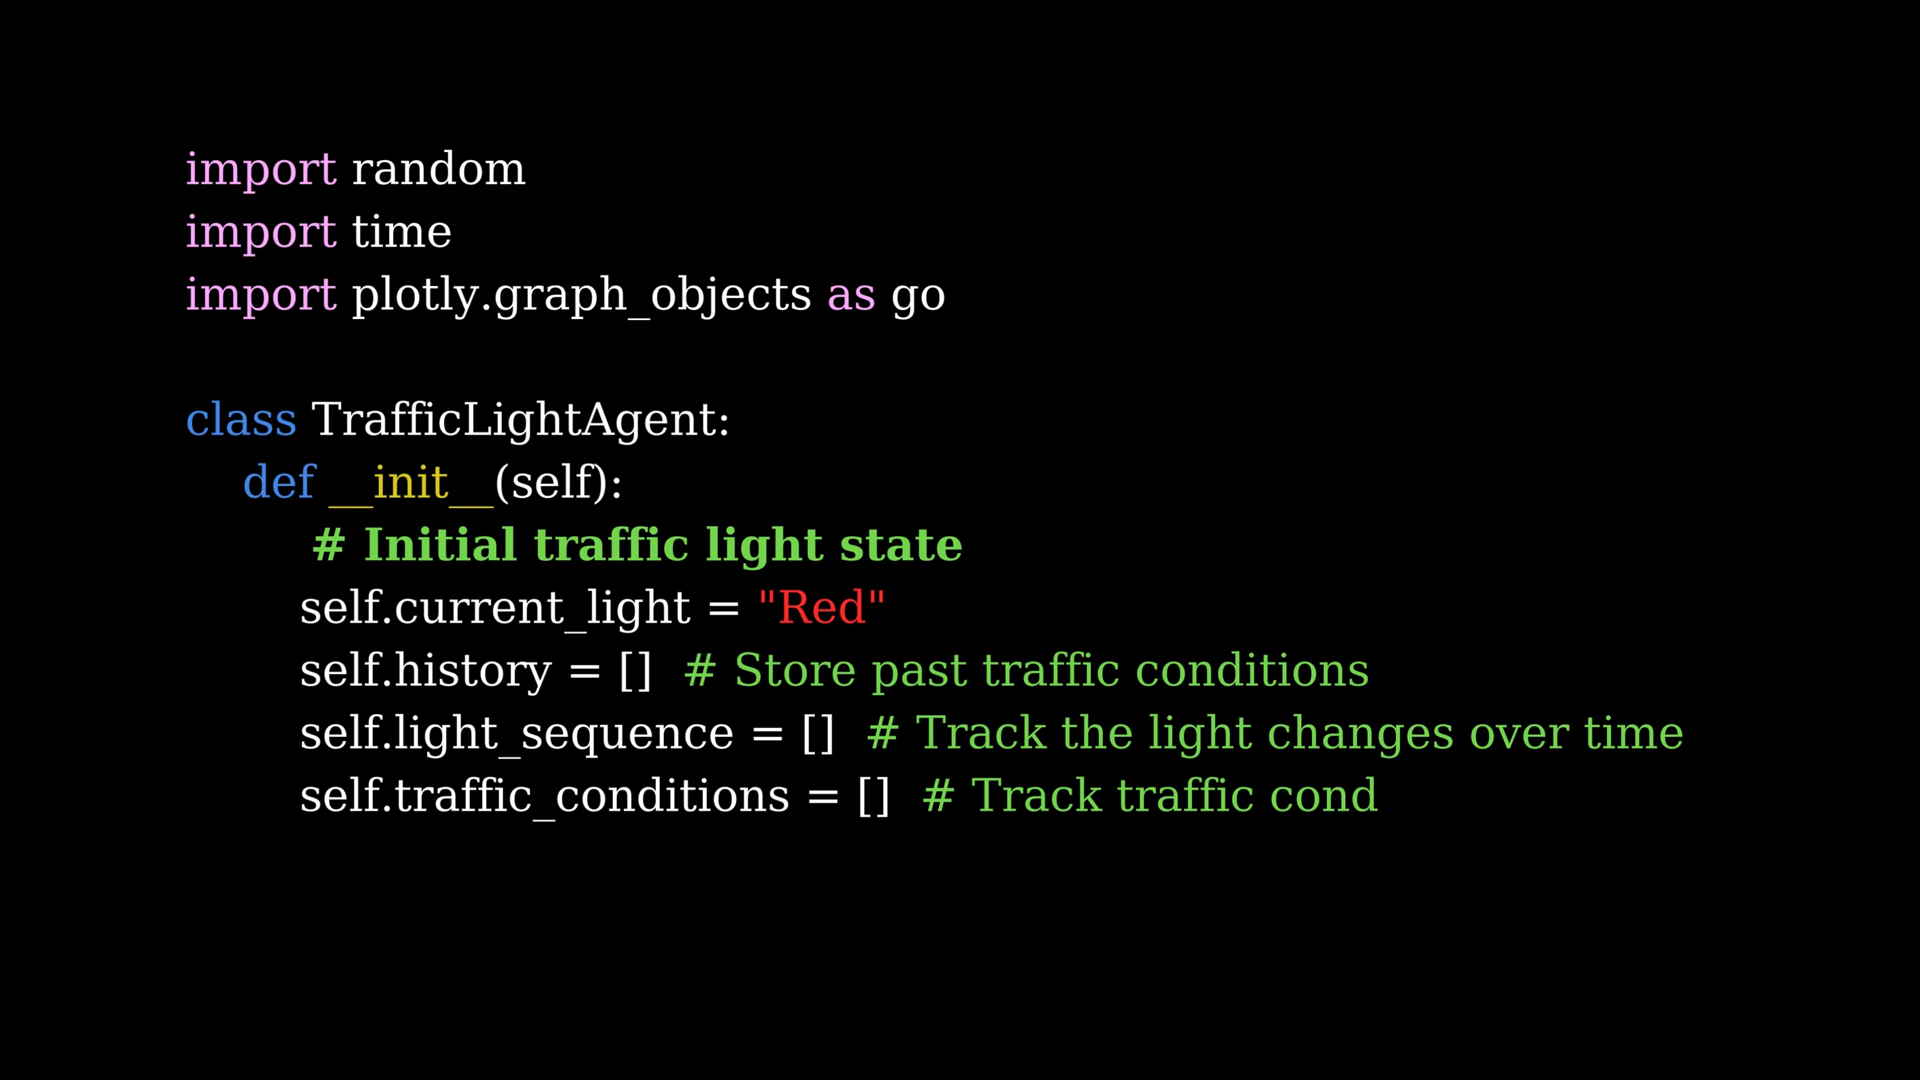 import random
import time
import plotly.graph_objects as go
class TrafficLightAgent:
def __init__(self):
# Initial traffic light state
self.current_light = "Red"
self.history = []  # Store past traffic conditions
self.light_sequence = []  # Track the light changes over time
self.traffic_conditions = []  # Track traffic cond